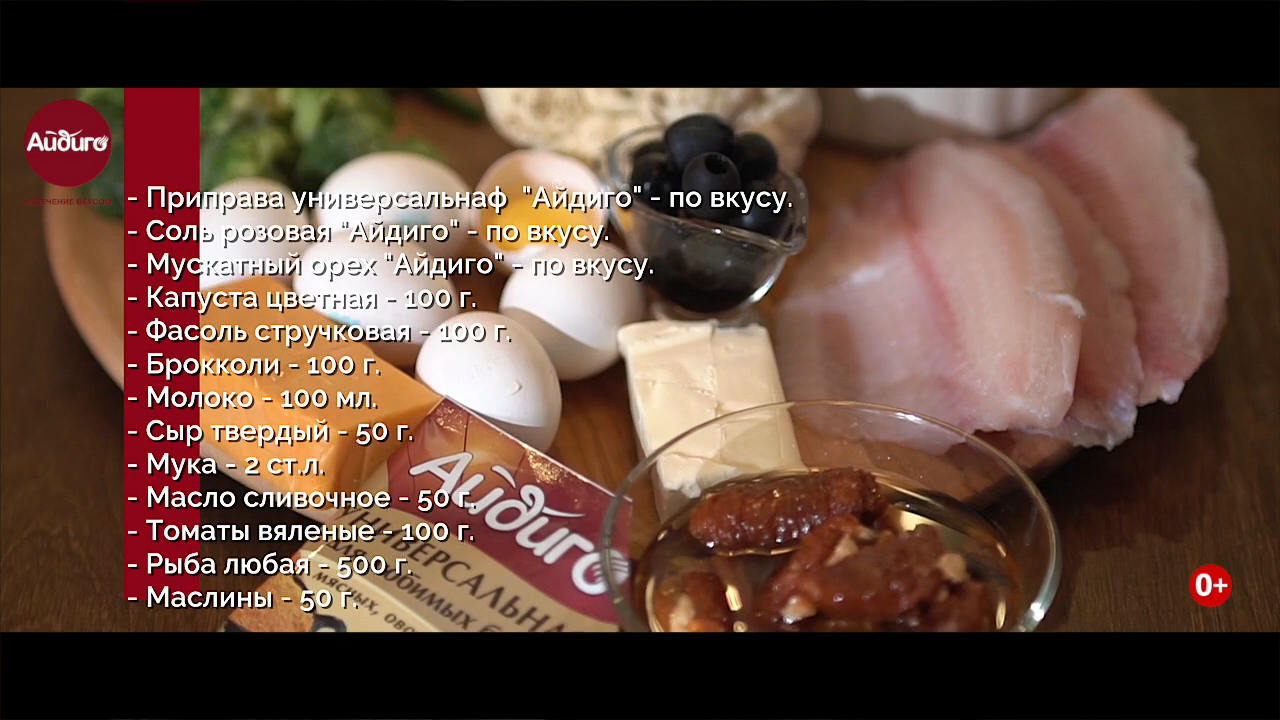 Айдиго
- Приправа универсальнаф "Айдиго" - по вкусу.
- Соль розовая "Айдиго" - по вкусу.
- Мускатный орех "Айдиго" - по вкусу.
- Капуста цветная - 100 г.
- Фасоль стручковая - 100 г.
- Брокколи - 100 г.
- Молоко - 100 мл.
- Сыр твердый - 50 г.
- Мука - 2 ст.л.
- Масло сливочное - 50 г.
- Томаты вяленые - 100 г.
- Рыба любая - 500 г.
- Маслины - 50 г.
Айдиго
0+